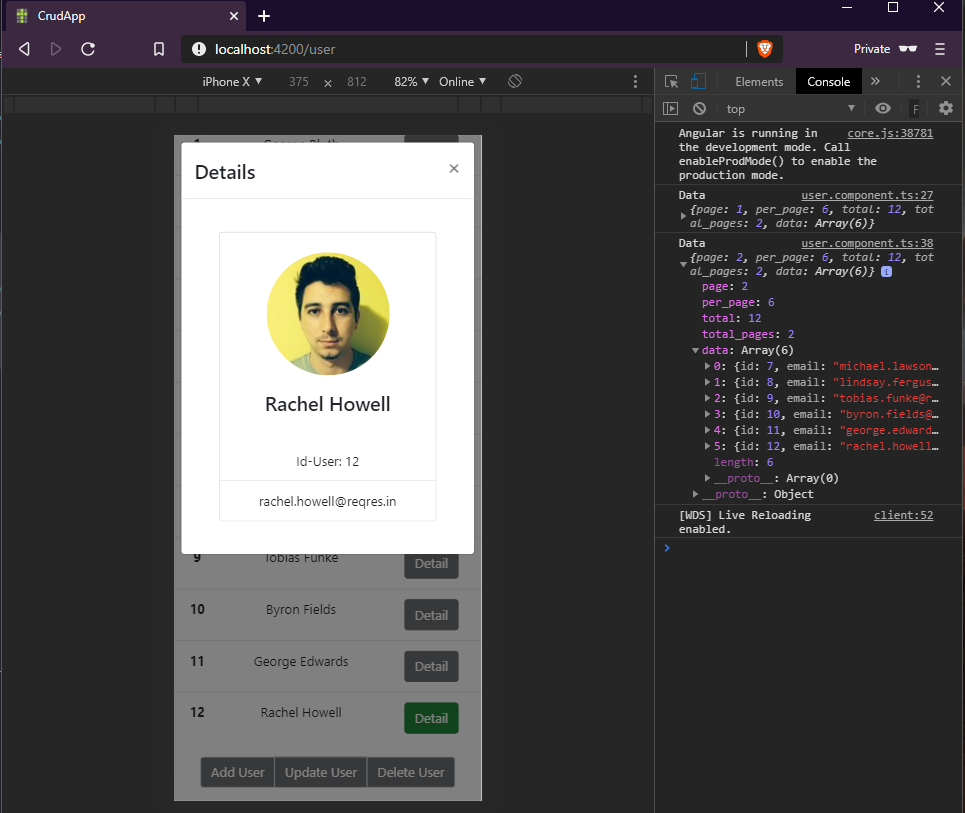 CrudApp
localhost:4200/user
Private
iPhone X
375
x
812
82%
Online
Elements
Console
»
top
F
Angular is running in core.js:38781
the development mode. Call
enableProdMode() to enable the
production mode.
Data user.component.ts:27
{page: 1, per_page: 6, total: 12, tot
al_pages: 2, data: Array(6)}
Data user.component.ts:38
{page: 2, per_page: 6, total: 12, tot
al_pages: 2, data: Array(6)} i
page: 2
per_page: 6
total: 12
total_pages: 2
data: Array(6)
0: {id: 7, email: "michael.lawson…
1: {id: 8, email: "lindsay.fergus…
2: {id: 9, email: "tobias.funke@r…
3: {id: 10, email: "byron.fields@…
4: {id: 11, email: "george.edward…
5: {id: 12, email: "rachel.howell…
length: 6
__proto__: Array(0)
__proto__: Object
[WDS] Live Reloading client:52
enabled.
Details
×
Rachel Howell
Id-User: 12
rachel.howell@reqres.in
9 Tobias Funke Detail
10 Byron Fields Detail
11 George Edwards Detail
12 Rachel Howell Detail
Add User Update User Delete User